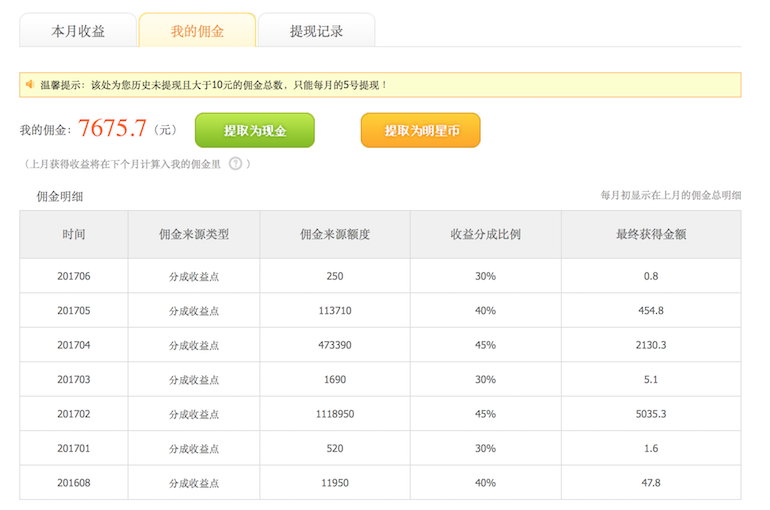 本月收益 我的佣金 提现记录
温馨提示：该处为您历史未提现且大于10元的佣金总数，只能每月的5号提现！
我的佣金：7675.7（元） 提取为现金 提取为明星币
（上月获得收益将在下个月计算入我的佣金里 ? ）
佣金明细 每月初显示在上月的佣金总明细
时间 佣金来源类型 佣金来源额度 收益分成比例 最终获得金额
201706 分成收益点 250 30% 0.8
201705 分成收益点 113710 40% 454.8
201704 分成收益点 473390 45% 2130.3
201703 分成收益点 1690 30% 5.1
201702 分成收益点 1118950 45% 5035.3
201701 分成收益点 520 30% 1.6
201608 分成收益点 11950 40% 47.8